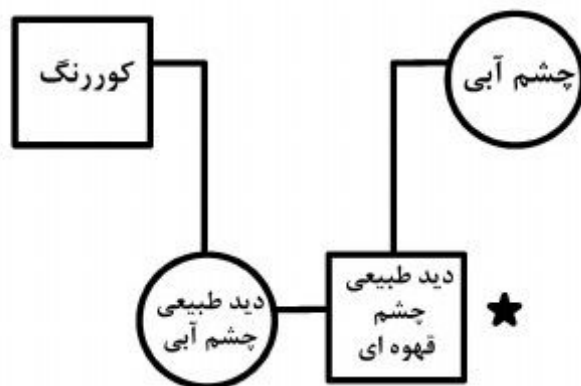 کوررنگ
چشم آبی
دید طبیعی
چشم آبی
دید طبیعی
چشم
قهوه ای